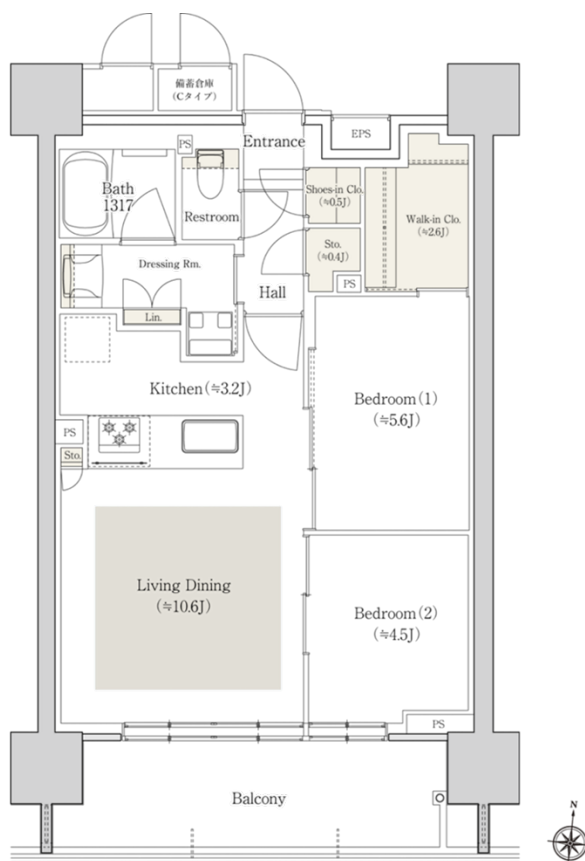 備蓄倉庫
(Cタイプ)
EPS
PS
Entrance
Bath
1317
Restroom
Shoes-in Clo.
(≒0.5J)
Walk-in Clo.
(≒2.6J)
Sto.
(≒0.4J)
Dressing Rm.
PS
Hall
Lin.
Kitchen(≒3.2J)
Bedroom(1)
(≒5.6J)
PS
Sto.
Living Dining
(≒10.6J)
Bedroom(2)
(≒4.5J)
PS
Balcony
N